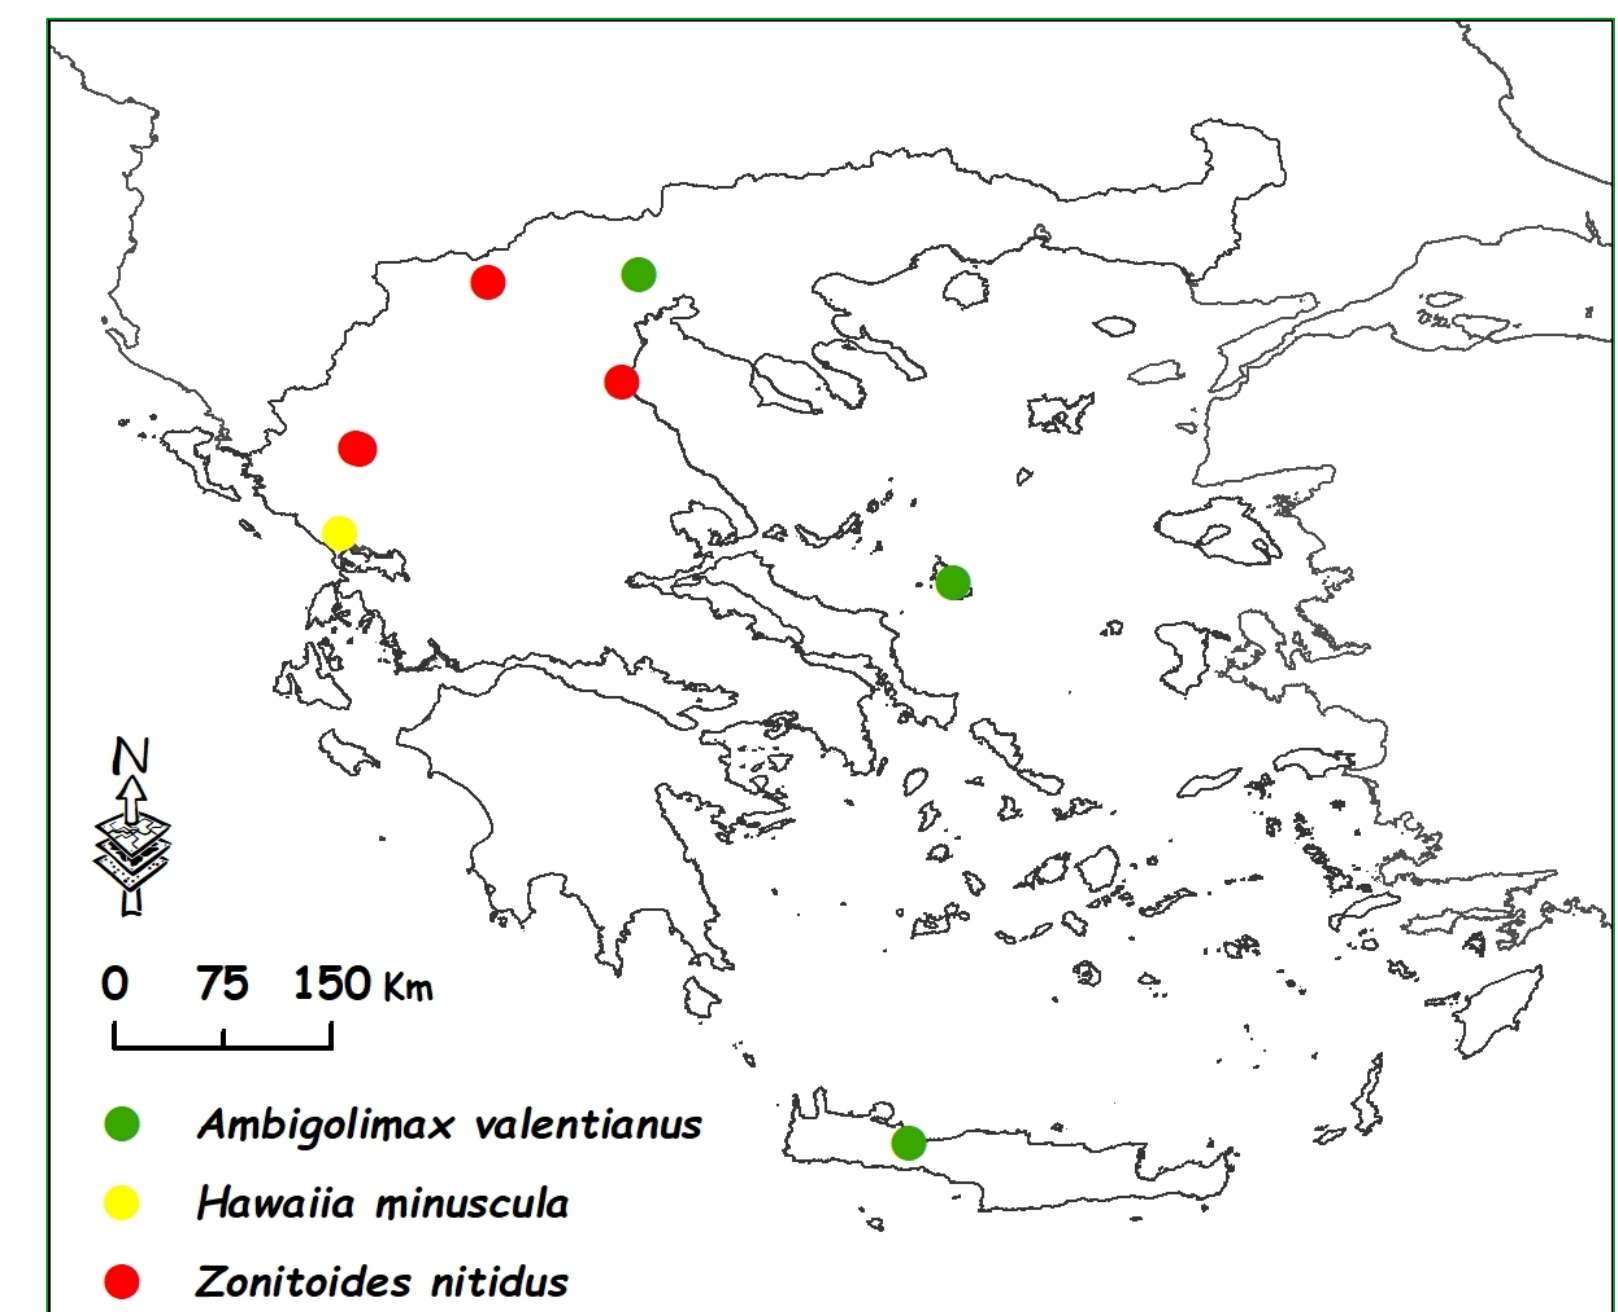 N
0 75 150 Km
Ambigolimax valentianus
Hawaiia minuscula
Zonitoides nitidus